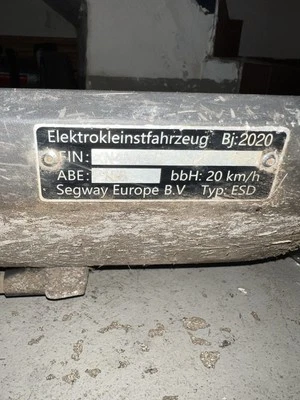 Elektrokleinstfahrzeug Bj:2020
FIN:
ABE: bbH: 20 km/h
Segway Europe B.V. Typ: ESD